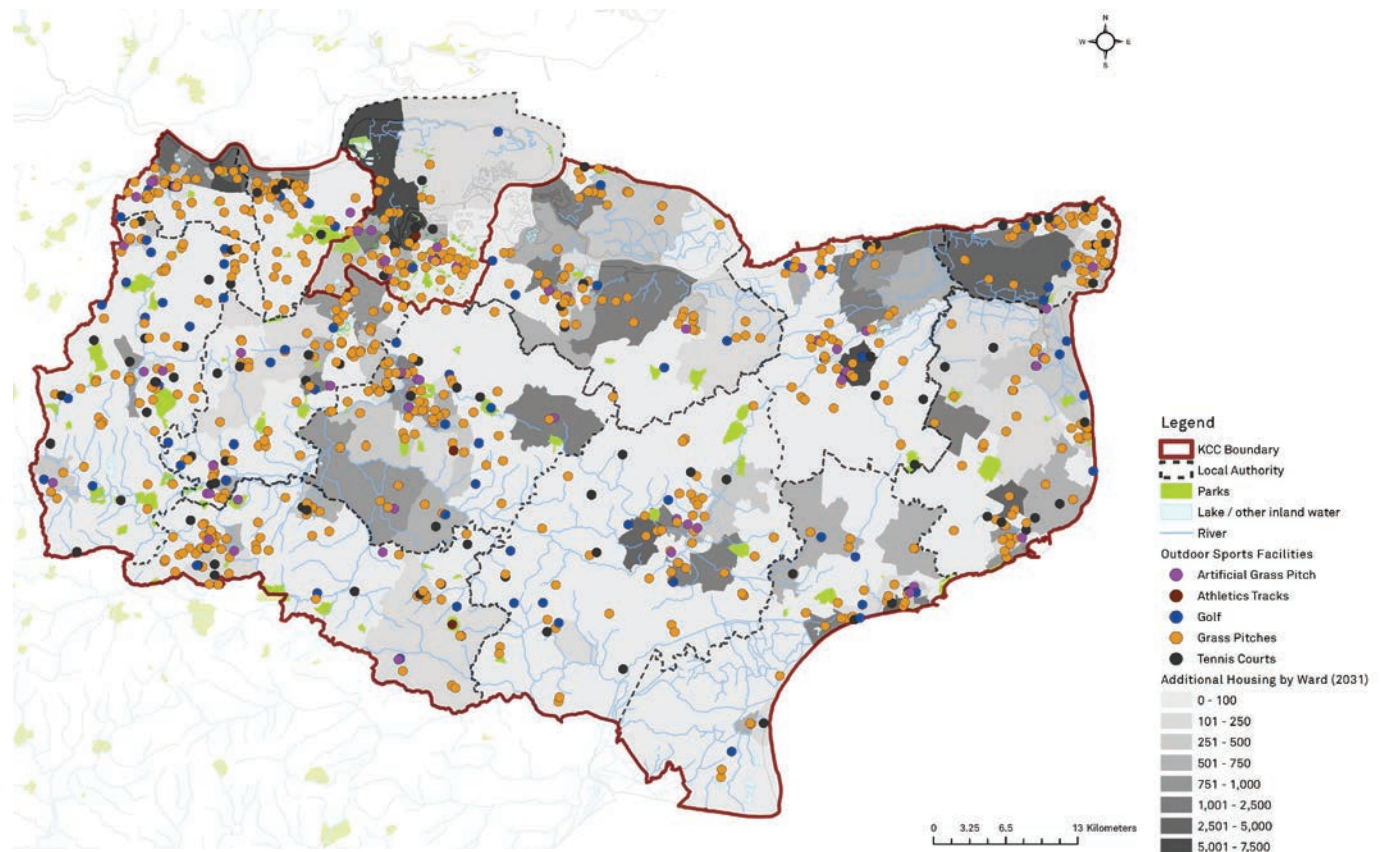 N
W E
S
Legend
KCC Boundary
Local Authority
Parks
Lake / other inland water
River
Outdoor Sports Facilities
Artificial Grass Pitch
Athletics Tracks
Golf
Grass Pitches
Tennis Courts
Additional Housing by Ward (2031)
0 - 100
101 - 250
251 - 500
501 - 750
751 - 1,000
1,001 - 2,500
2,501 - 5,000
5,001 - 7,500
0 3.25 6.5 13 Kilometers